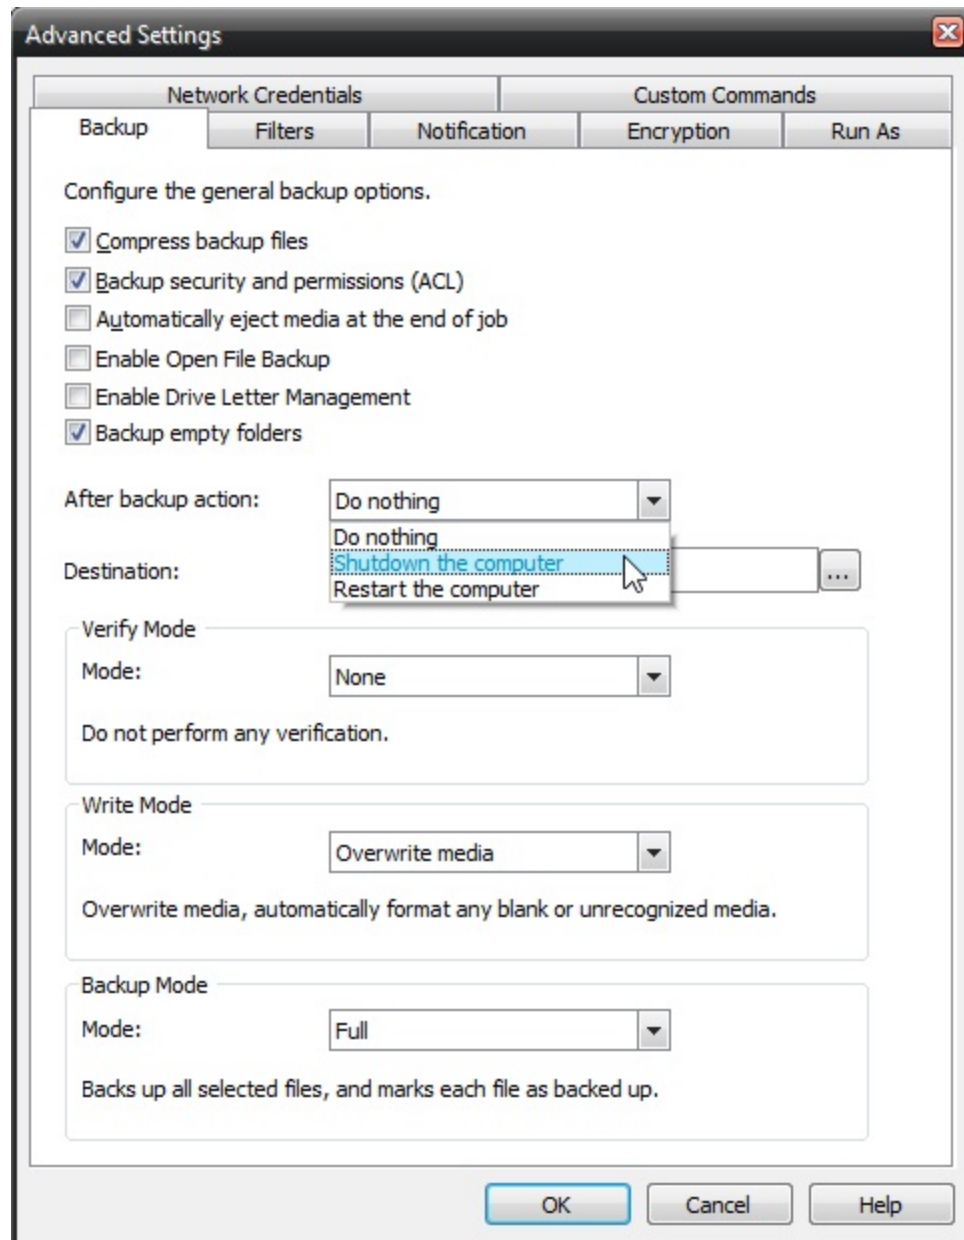 Advanced Settings
Network Credentials
Custom Commands
Backup
Filters
Notification
Encryption
Run As
Configure the general backup options.
Compress backup files
Backup security and permissions (ACL)
Automatically eject media at the end of job
Enable Open File Backup
Enable Drive Letter Management
Backup empty folders
After backup action:
Do nothing
Do nothing
Shutdown the computer
Restart the computer
Destination:
...
Verify Mode
Mode:
None
Do not perform any verification.
Write Mode
Mode:
Overwrite media
Overwrite media, automatically format any blank or unrecognized media.
Backup Mode
Mode:
Full
Backs up all selected files, and marks each file as backed up.
OK
Cancel
Help